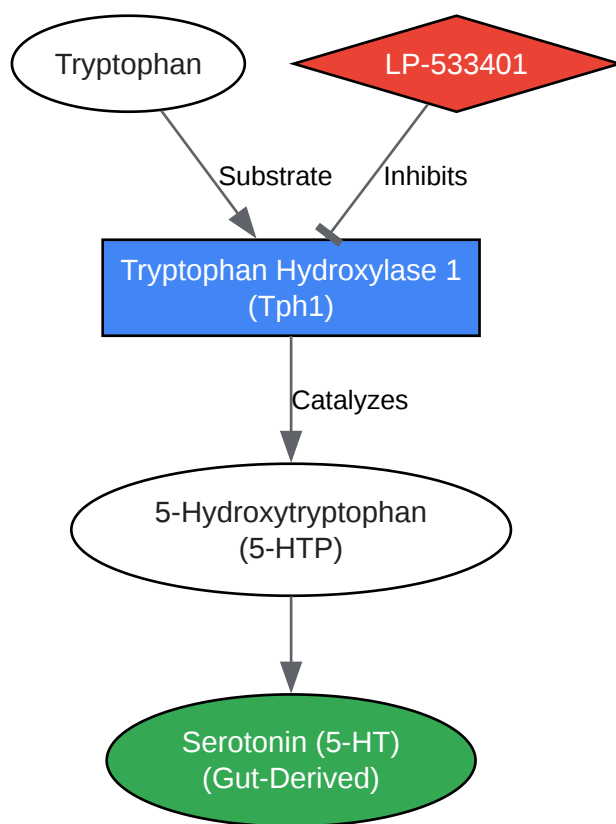 Tryptophan
LP-533401
Substrate
Inhibits
Tryptophan Hydroxylase 1
(Tph1)
Catalyzes
5-Hydroxytryptophan
(5-HTP)
Serotonin (5-HT)
(Gut-Derived)